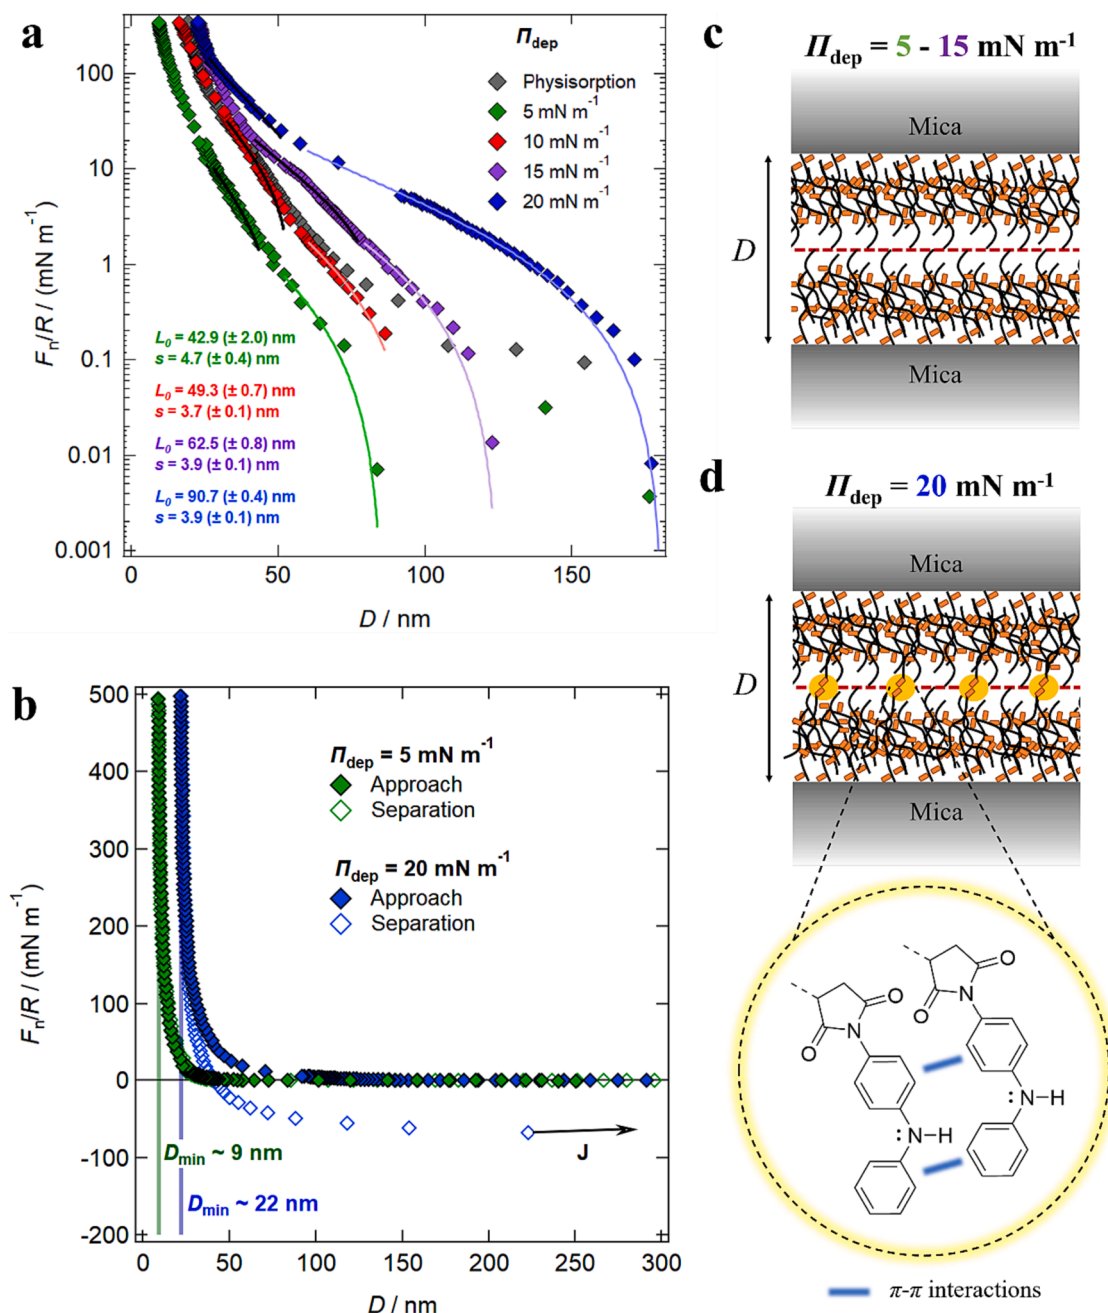 a
Π_dep
Physisorption
5 mN m⁻¹
10 mN m⁻¹
15 mN m⁻¹
20 mN m⁻¹
100
10
1
0.1
0.01
0.001
F_n/R / (mN m⁻¹)
L₀ = 42.9 (± 2.0) nm
s = 4.7 (± 0.4) nm
L₀ = 49.3 (± 0.7) nm
s = 3.7 (± 0.1) nm
L₀ = 62.5 (± 0.8) nm
s = 3.9 (± 0.1) nm
L₀ = 90.7 (± 0.4) nm
s = 3.9 (± 0.1) nm
0 50 100 150
D / nm
b
500
400
300
200
100
0
-100
-200
F_n/R / (mN m⁻¹)
Π_dep = 5 mN m⁻¹
Approach
Separation
Π_dep = 20 mN m⁻¹
Approach
Separation
J
D_min ~ 9 nm
D_min ~ 22 nm
0 50 100 150 200 250 300
D / nm
c
Π_dep = 5 - 15 mN m⁻¹
Mica
D
Mica
d
Π_dep = 20 mN m⁻¹
Mica
D
Mica
O
O
N
O
O
N
:N-H
:N-H
π-π interactions